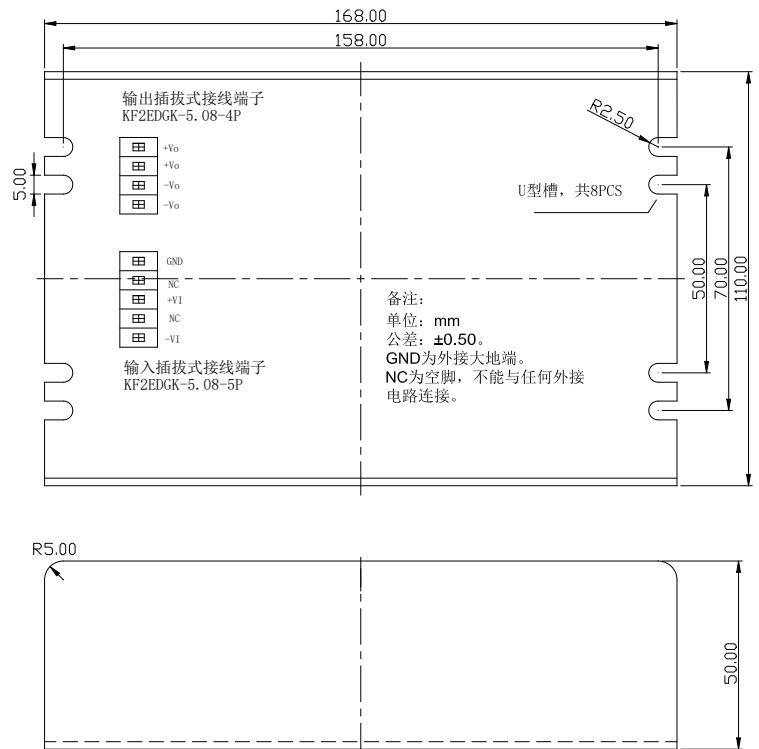 168.00
158.00
输出插拔式接线端子
KF2EDGK-5.08-4P
+Vo
+Vo
-Vo
-Vo
R2.50
5.00
U型槽，共8PCS
GND
NC
+VI
NC
-VI
输入插拔式接线端子
KF2EDGK-5.08-5P
备注：
单位：mm
公差：±0.50。
GND为外接大地端。
NC为空脚，不能与任何外接
电路连接。
50.00
70.00
110.00
R5.00
50.00